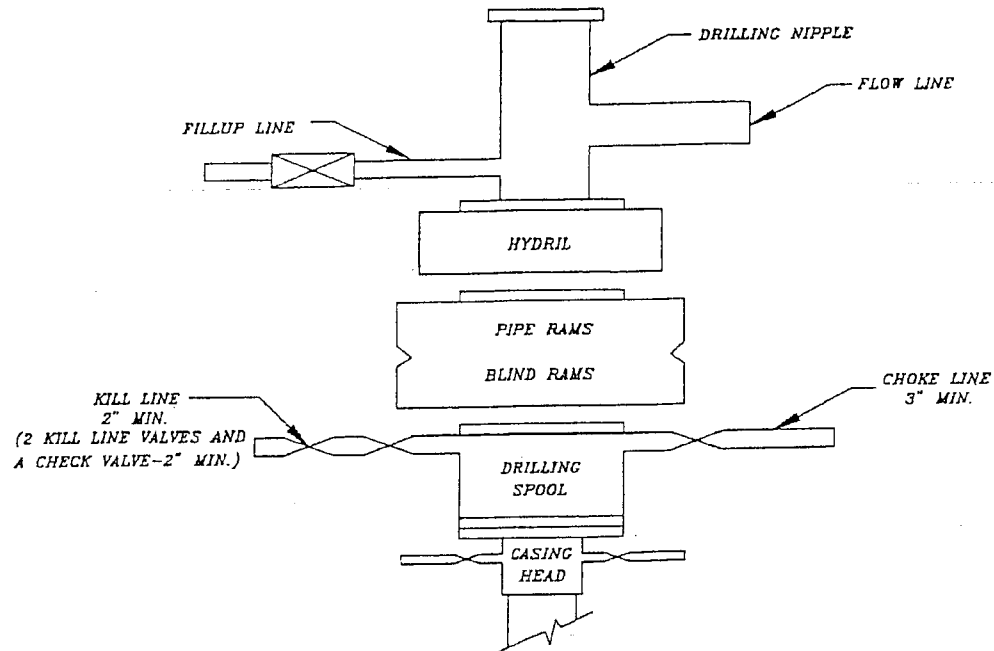 DRILLING NIPPLE
FLOW LINE
FILLUP LINE
HYDRIL
PIPE RAMS
BLIND RAMS
CHOKE LINE
3" MIN.
KILL LINE
2" MIN.
(2 KILL LINE VALVES AND
A CHECK VALVE-2" MIN.)
DRILLING
SPOOL
CASING
HEAD